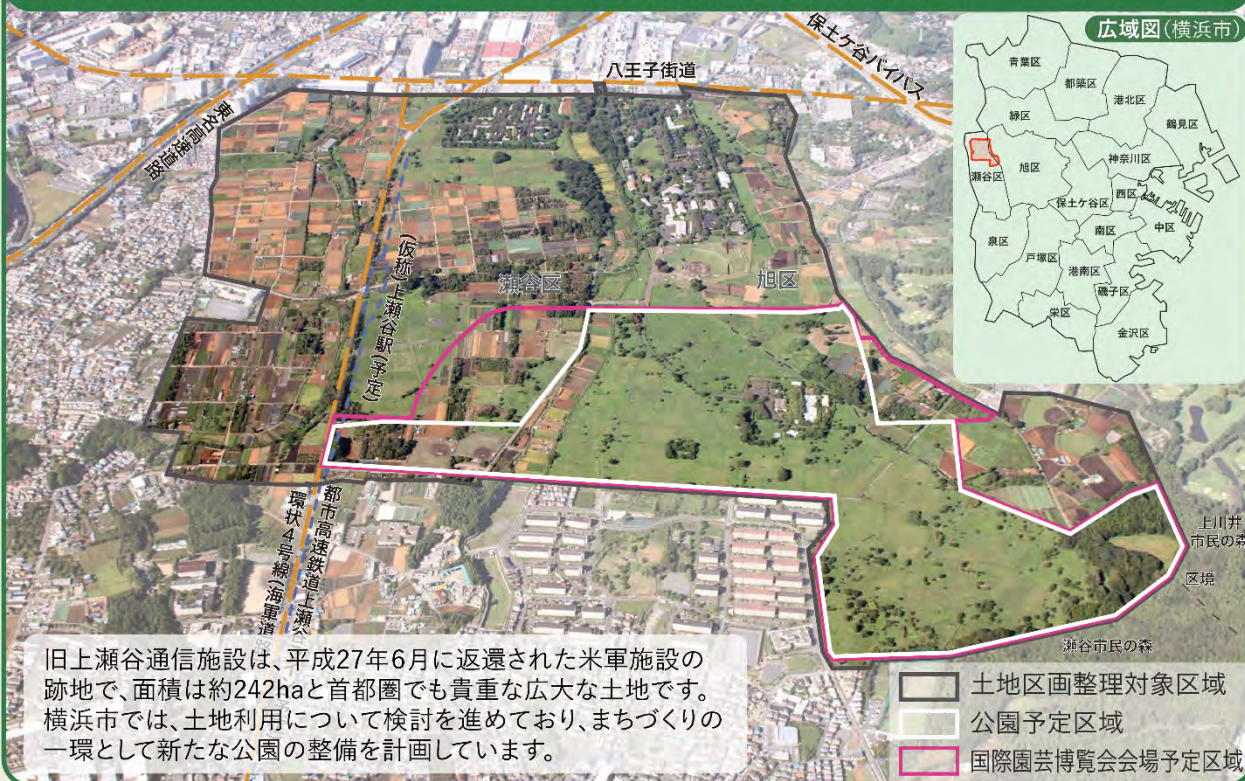 八王子街道
保土ケ谷バイパス
東名高速道路
広域図(横浜市)
青葉区
都築区
港北区
緑区
鶴見区
旭区
神奈川区
瀬谷区
西区
保土ケ谷区
中区
南区
泉区
戸塚区
港南区
磯子区
栄区
金沢区
(仮称)上瀬谷駅(予定)
瀬谷区
旭区
都市高速鉄道上瀬谷
環状4号線(海軍道
上川井
市民の森
区境
瀬谷市民の森
旧上瀬谷通信施設は、平成27年6月に返還された米軍施設の
跡地で、面積は約242haと首都圏でも貴重な広大な土地です。
横浜市では、土地利用について検討を進めており、まちづくりの
一環として新たな公園の整備を計画しています。
土地区画整理対象区域
公園予定区域
国際園芸博覧会会場予定区域